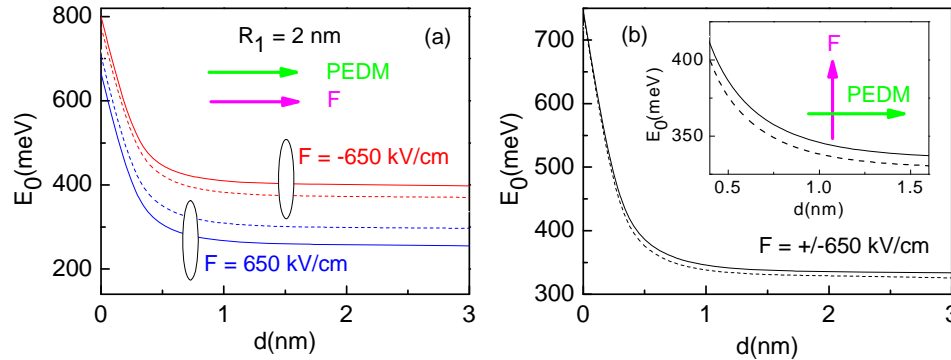 800
600
400
200
E0(meV)
0
1
2
3
d(nm)
R1 = 2 nm
(a)
PEDM
F
F = -650 kV/cm
F = 650 kV/cm
700
600
500
400
300
E0(meV)
0
1
2
3
d(nm)
(b)
F = +/-650 kV/cm
400
350
E0(meV)
0.5
1.0
1.5
d(nm)
F
PEDM